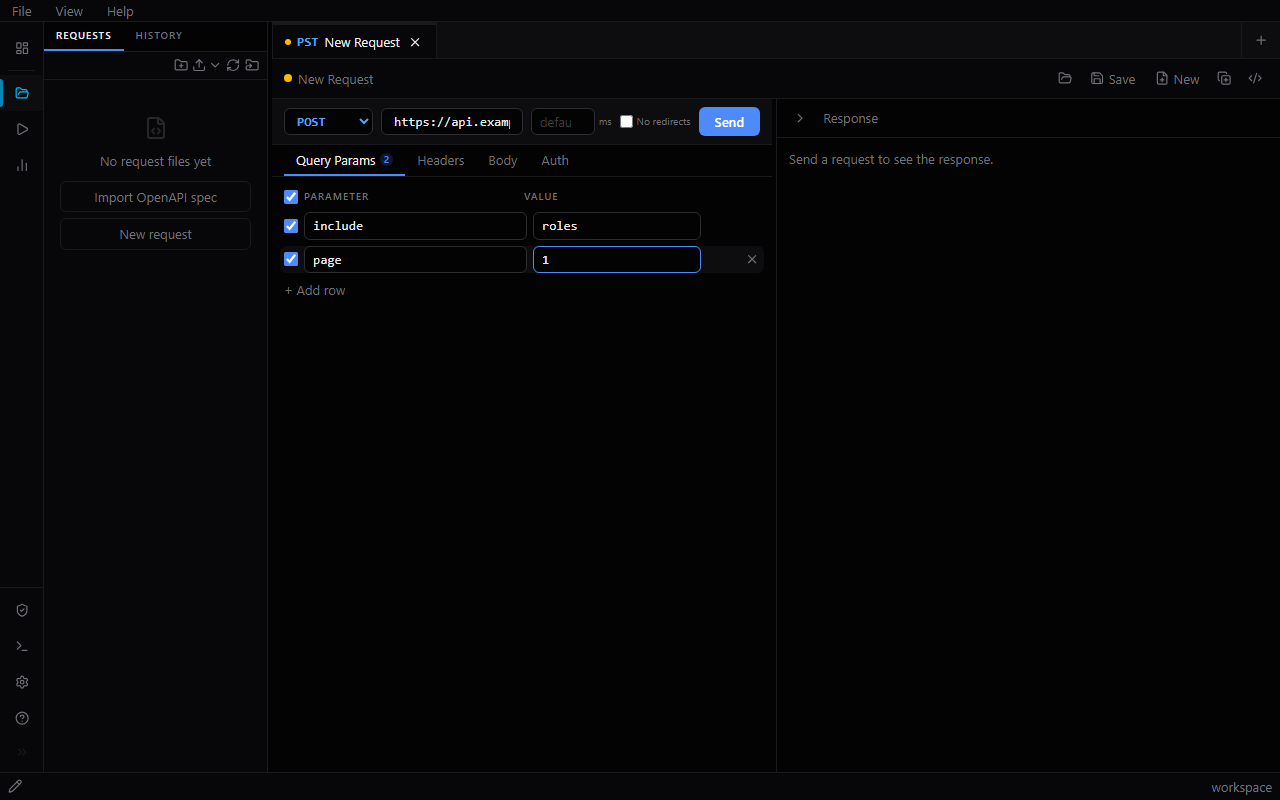 File View Help
REQUESTS HISTORY
PST New Request
New Request
Save New
No request files yet
Import OpenAPI spec
New request
POST https://api.exam defau ms No redirects Send
Response
Query Params 2 Headers Body Auth
Send a request to see the response.
PARAMETER VALUE
include roles
page 1
+ Add row
workspace